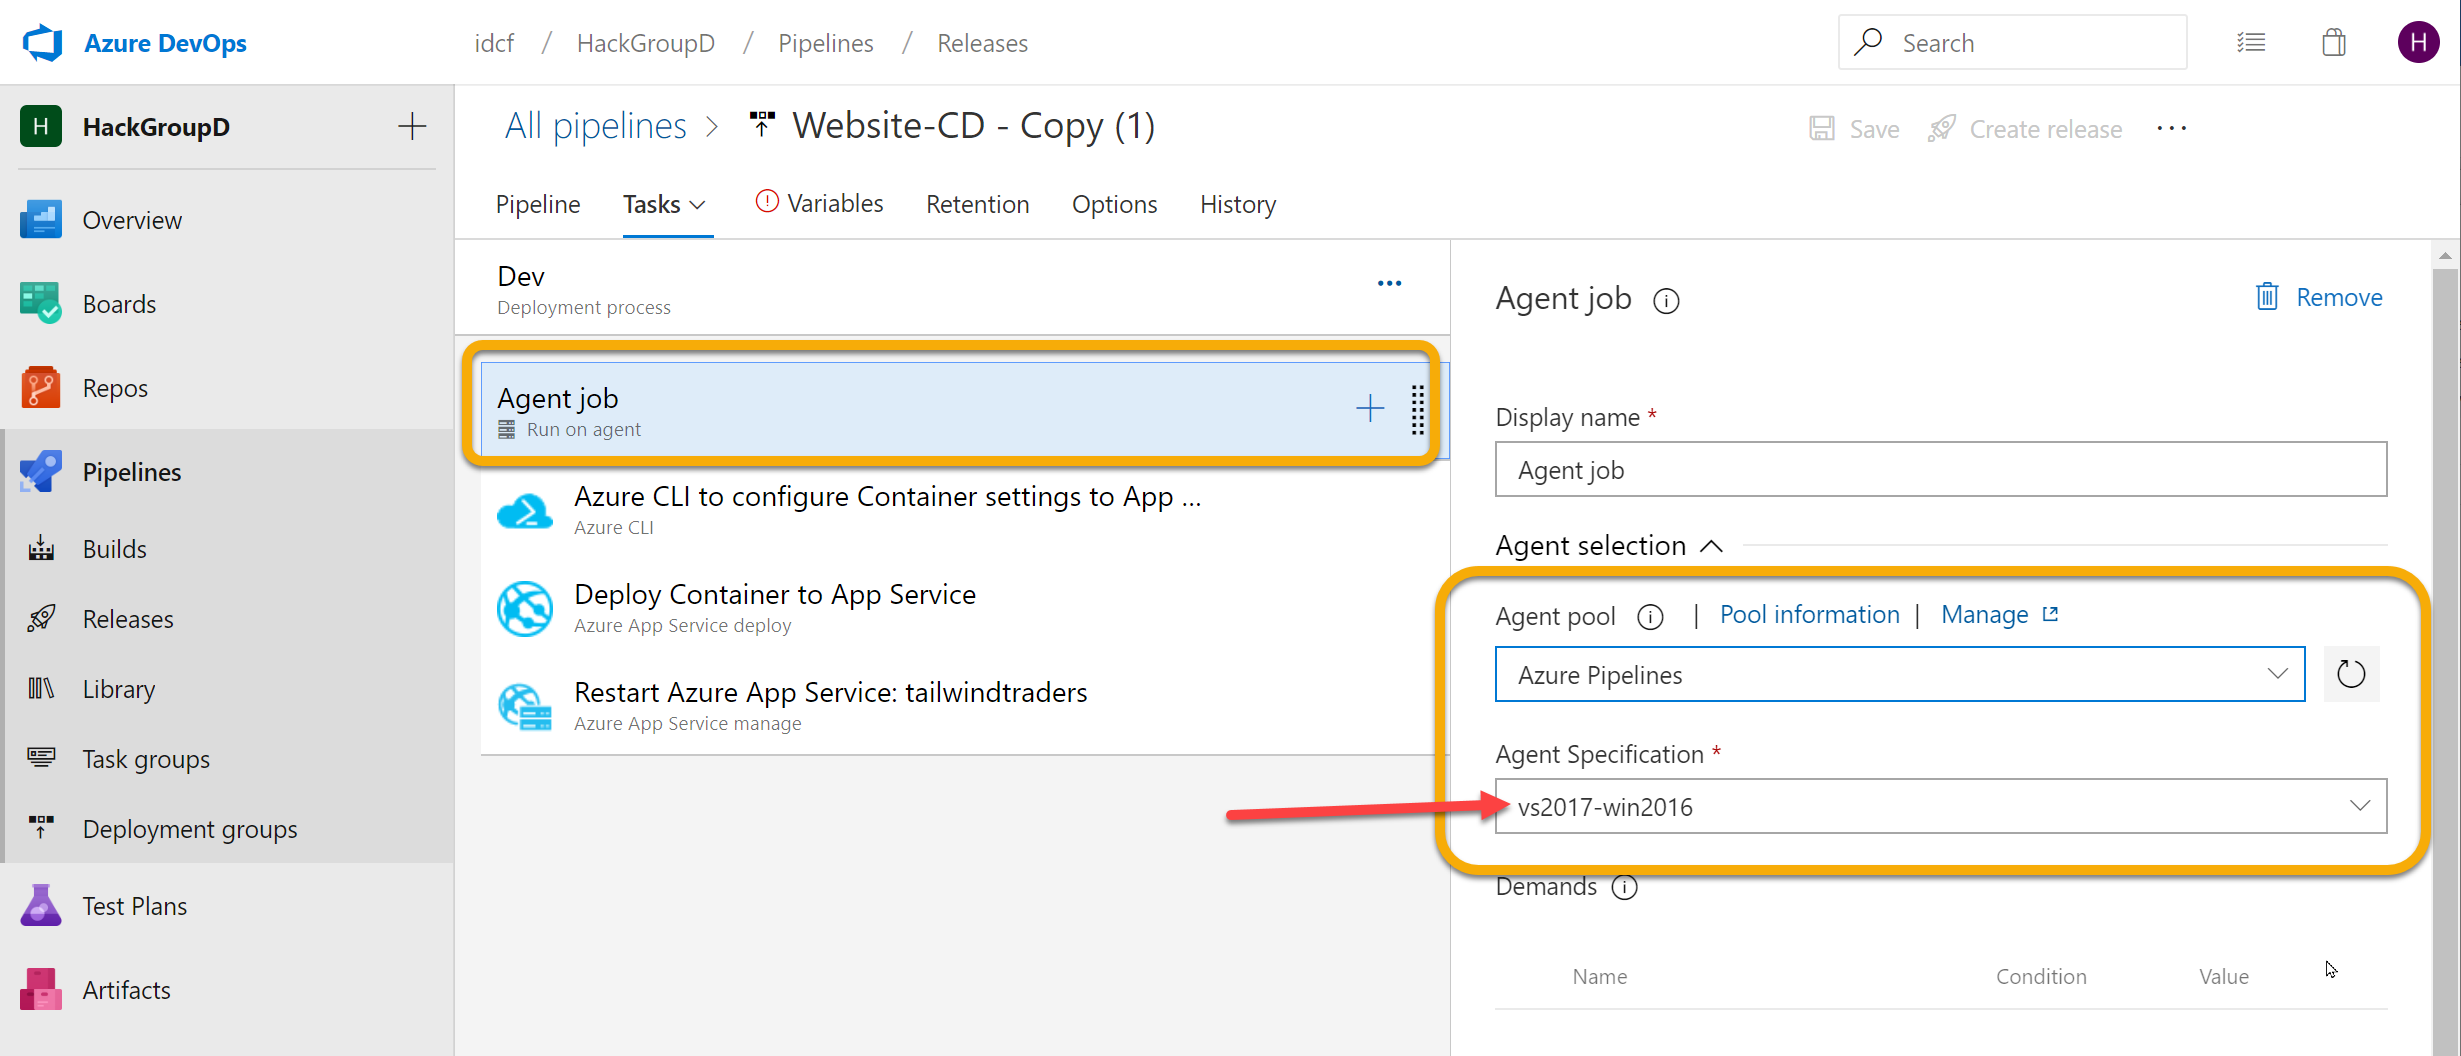 Azure DevOps
idcf / HackGroupD / Pipelines / Releases
Search
H
H HackGroupD
Overview
Boards
Repos
Pipelines
Builds
Releases
Library
Task groups
Deployment groups
Test Plans
Artifacts
All pipelines > Website-CD - Copy (1)
Save
Create release
...
Pipeline
Tasks
Variables
Retention
Options
History
Dev
Deployment process
Agent job
Run on agent
Azure CLI to configure Container settings to App ...
Azure CLI
Deploy Container to App Service
Azure App Service deploy
Restart Azure App Service: tailwindtraders
Azure App Service manage
Agent job
Remove
Display name *
Agent job
Agent selection
Agent pool | Pool information | Manage
Azure Pipelines
Agent Specification *
vs2017-win2016
Demands
Name Condition Value